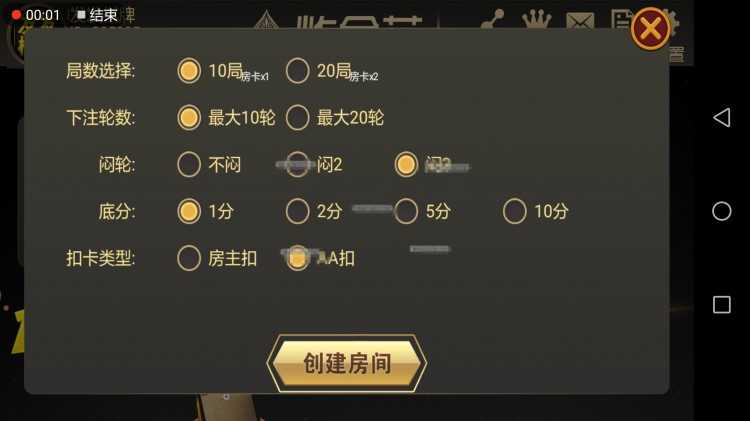 00:01 结束
置
局数选择: 10局 房卡x1 20局 房卡x2
下注轮数: 最大10轮 最大20轮
闷轮: 不闷 闷2
底分: 1分 2分 5分 10分
扣卡类型: 房主扣 AA扣
创建房间